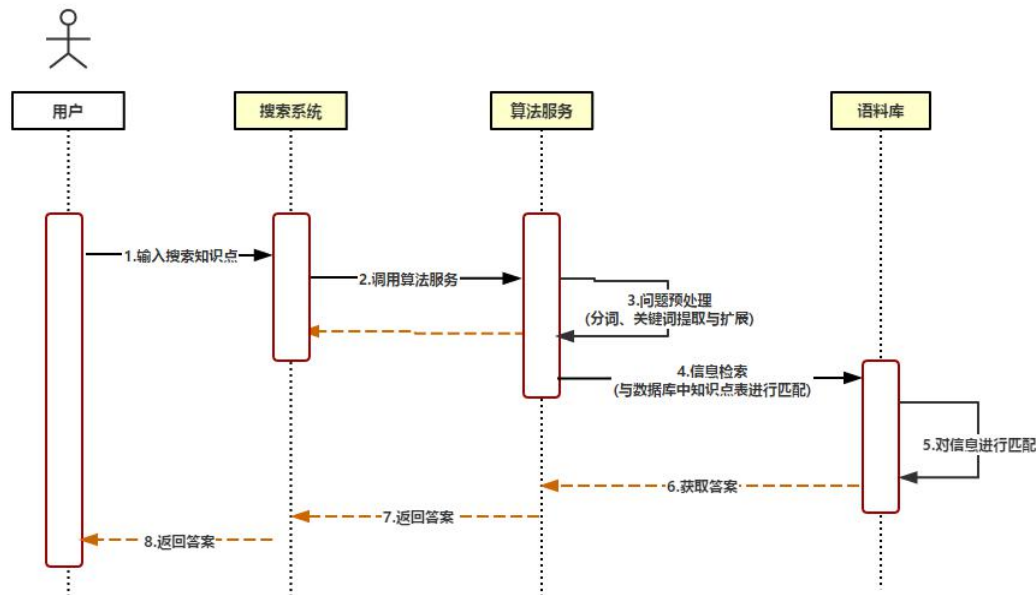 用户
搜索系统
算法服务
语料库
1.输入搜索知识点
2.调用算法服务
3.问题预处理
(分词、关键词提取与扩展)
4.信息检索
(与数据库中知识点表进行匹配)
5.对信息进行匹配
6.获取答案
7.返回答案
8.返回答案